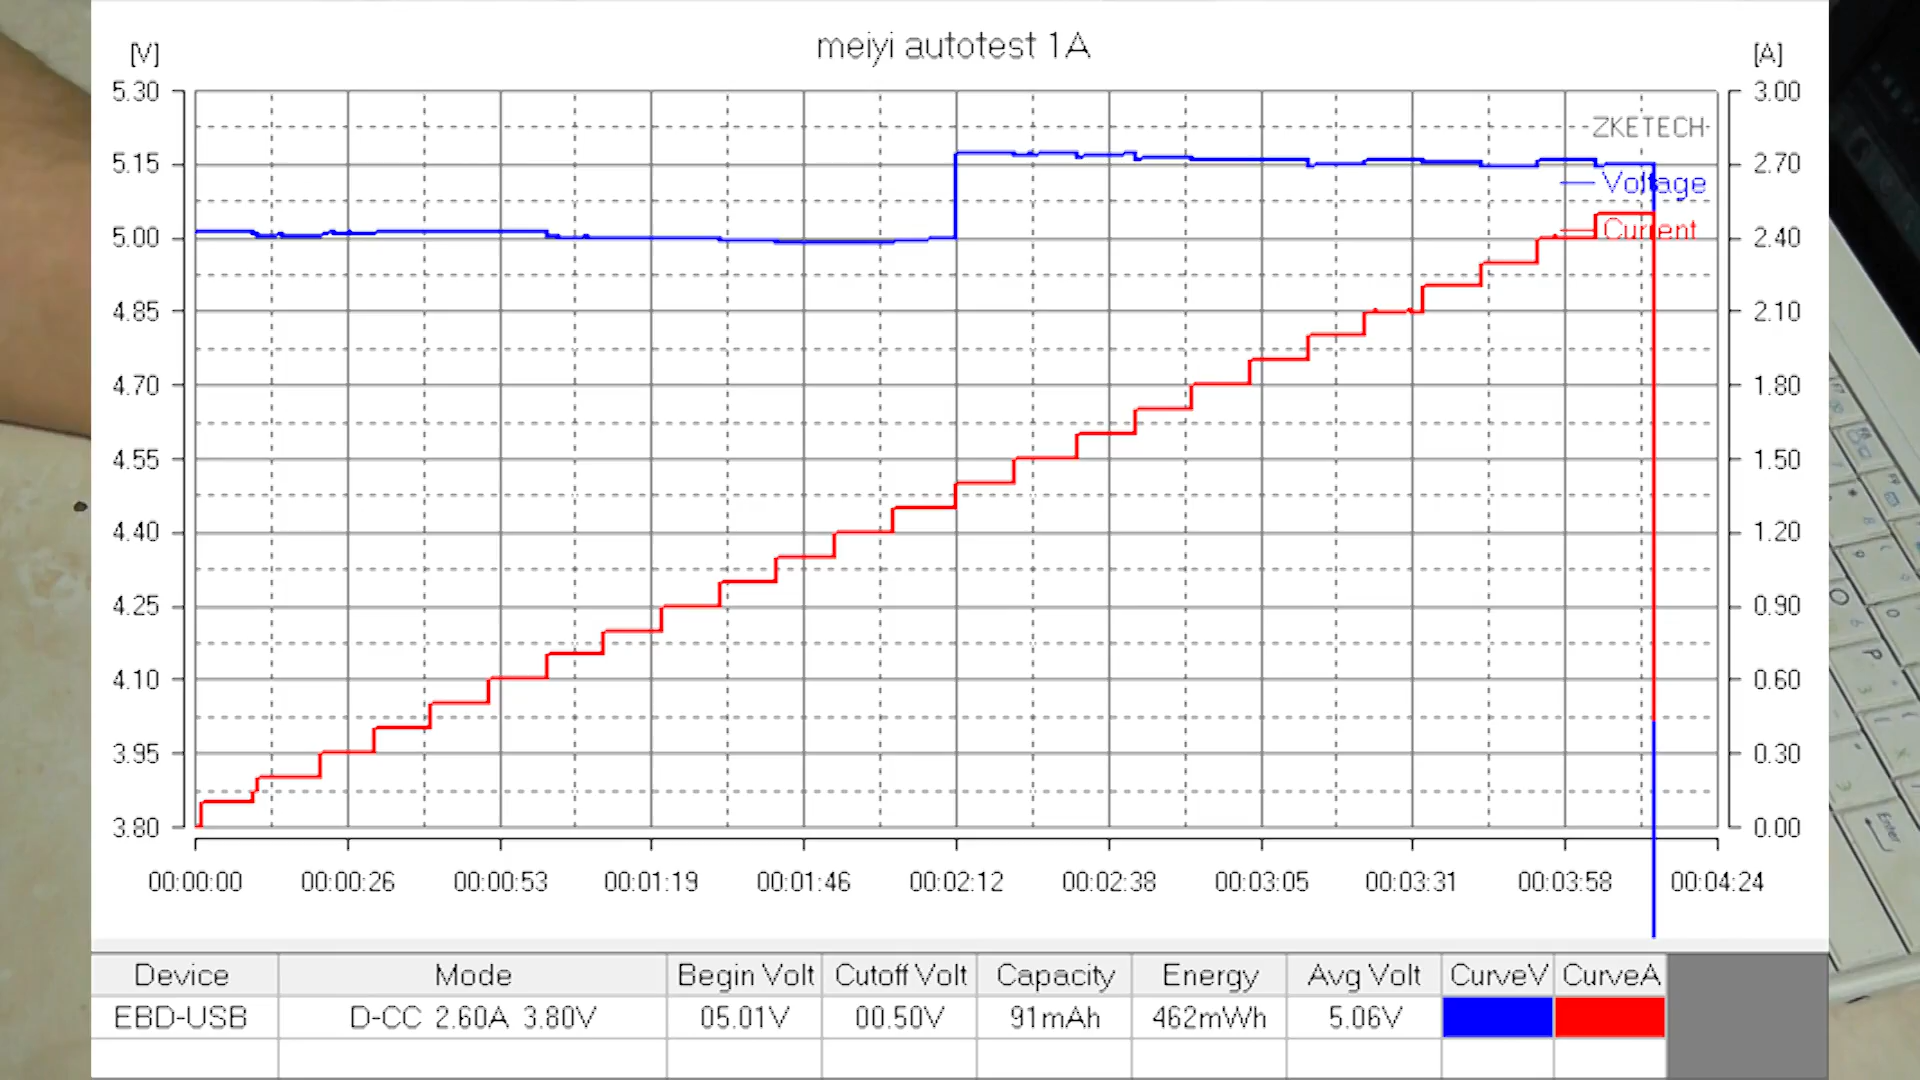 meiyi autotest 1A
[V] [A]
5.30 3.00
ZKETECH
5.15 2.70
Voltage
5.00 2.40
Current
4.85 2.10
4.70 1.80
4.55 1.50
4.40 1.20
4.25 0.90
4.10 0.60
3.95 0.30
3.80 0.00
00:00:00 00:00:26 00:00:53 00:01:19 00:01:46 00:02:12 00:02:38 00:03:05 00:03:31 00:03:58 00:04:24
Device Mode Begin Volt Cutoff Volt Capacity Energy Avg Volt CurveV CurveA
EBD-USB D-CC 2.60A 3.80V 05.01V 00.50V 91mAh 462mWh 5.06V
Enter